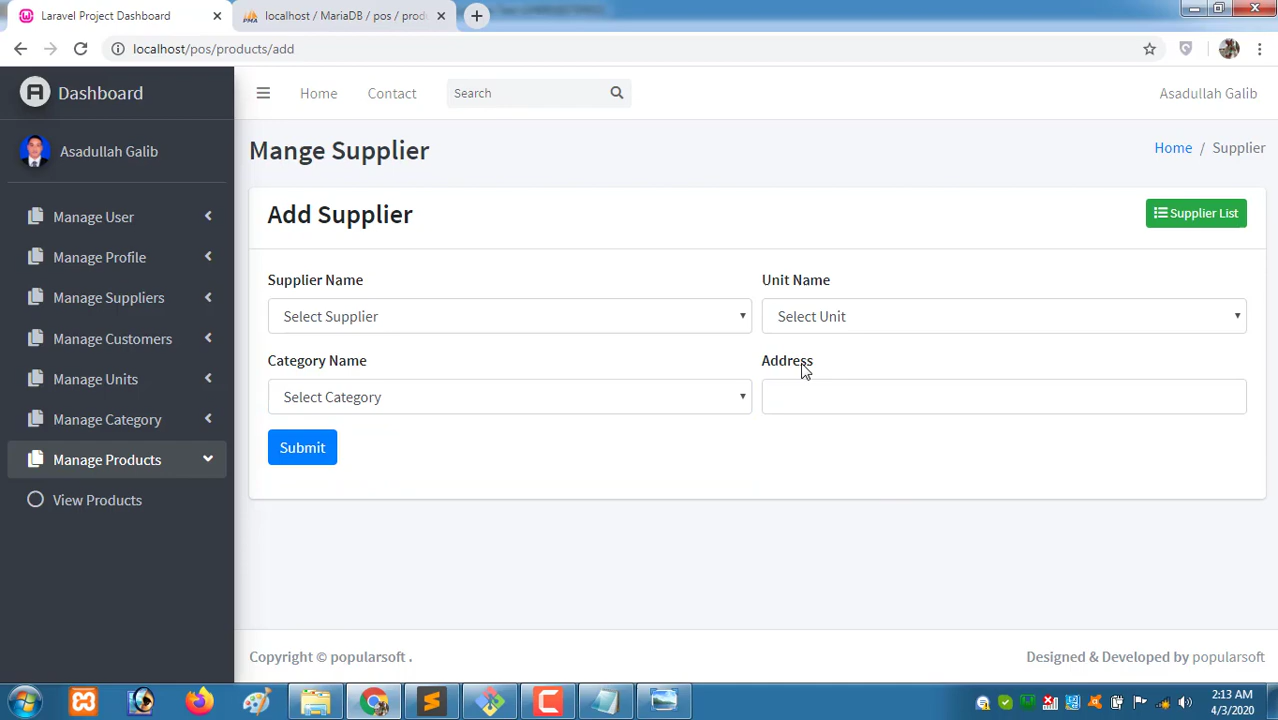 Laravel Project Dashboard
localhost / MariaDB / pos / prod
localhost/pos/products/add
Dashboard
Home
Contact
Search
Asadullah Galib
Asadullah Galib
Manage User
Manage Profile
Manage Suppliers
Manage Customers
Manage Units
Manage Category
Manage Products
View Products
Mange Supplier
Home / Supplier
Add Supplier
Supplier List
Supplier Name
Unit Name
Select Supplier
Select Unit
Category Name
Address
Select Category
Submit
Copyright © popularsoft .
Designed & Developed by popularsoft
2:13 AM
4/3/2020